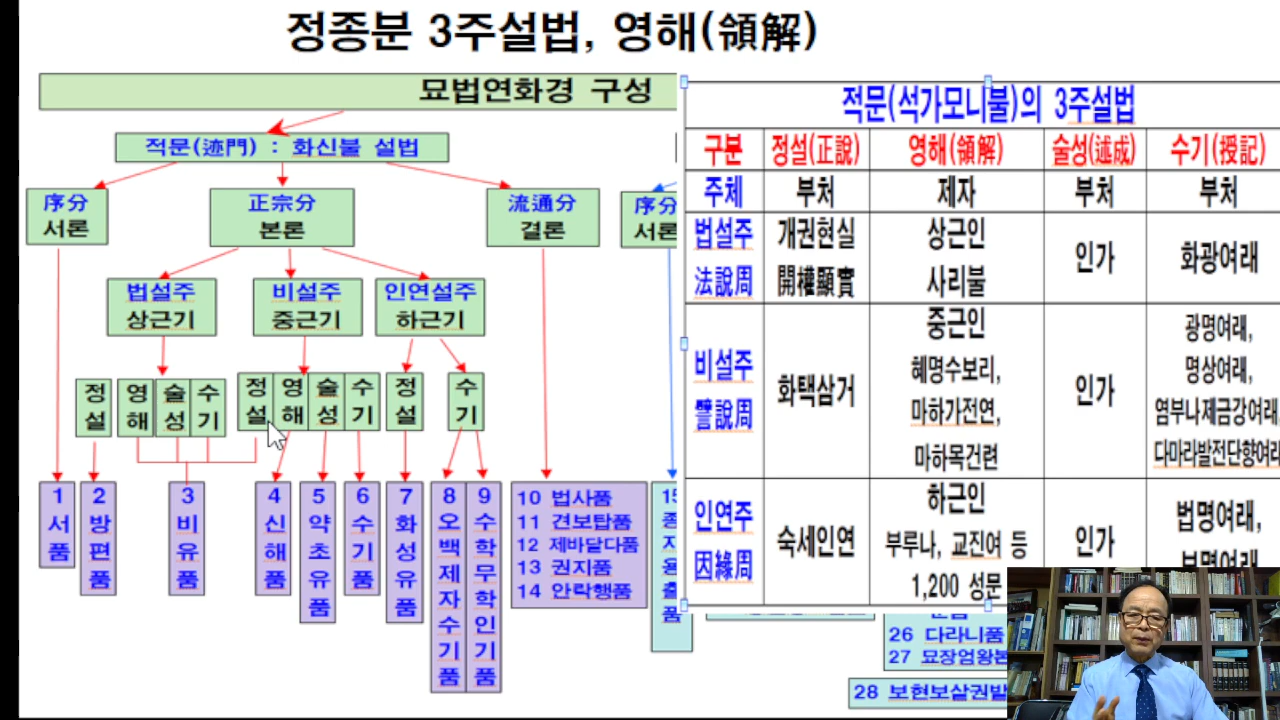 정종분 3주설법, 영해(領解)
묘법연화경 구성
적문(迹門) : 화신불 설법
序分
서론
正宗分
본론
流通分
결론
序分
서론
법설주
상근기
비설주
중근기
인연설주
하근기
정설
영해
술성
수기
정설
영해
술성
수기
정설
수기
1 서품
2 방편품
3 비유품
4 신해품
5 약초유품
6 수기품
7 화성유품
8 오백제자수기품
9 수학무학인기품
10 법사품
11 견보탑품
12 제바달다품
13 권지품
14 안락행품
26 다라니품
27 묘장엄왕본
28 보현보살권발
적문(석가모니불)의 3주설법
구분 정설(正說) 영해(領解) 술성(述成) 수기(授記)
주체 부처 제자 부처 부처
법설주 개권현실 상근인 인가 화광여래
法說周 開權顯實 사리불
비설주 화택삼거 중근인 인가 광명여래,
譬說周 혜명수보리, 명상여래,
마하가전연, 염부나제금강여래,
마하목건련 다마라발전단향여래
인연주 숙세인연 하근인 인가 법명여래,
因緣周 부루나, 교진여 등 보명여래
1,200 성문